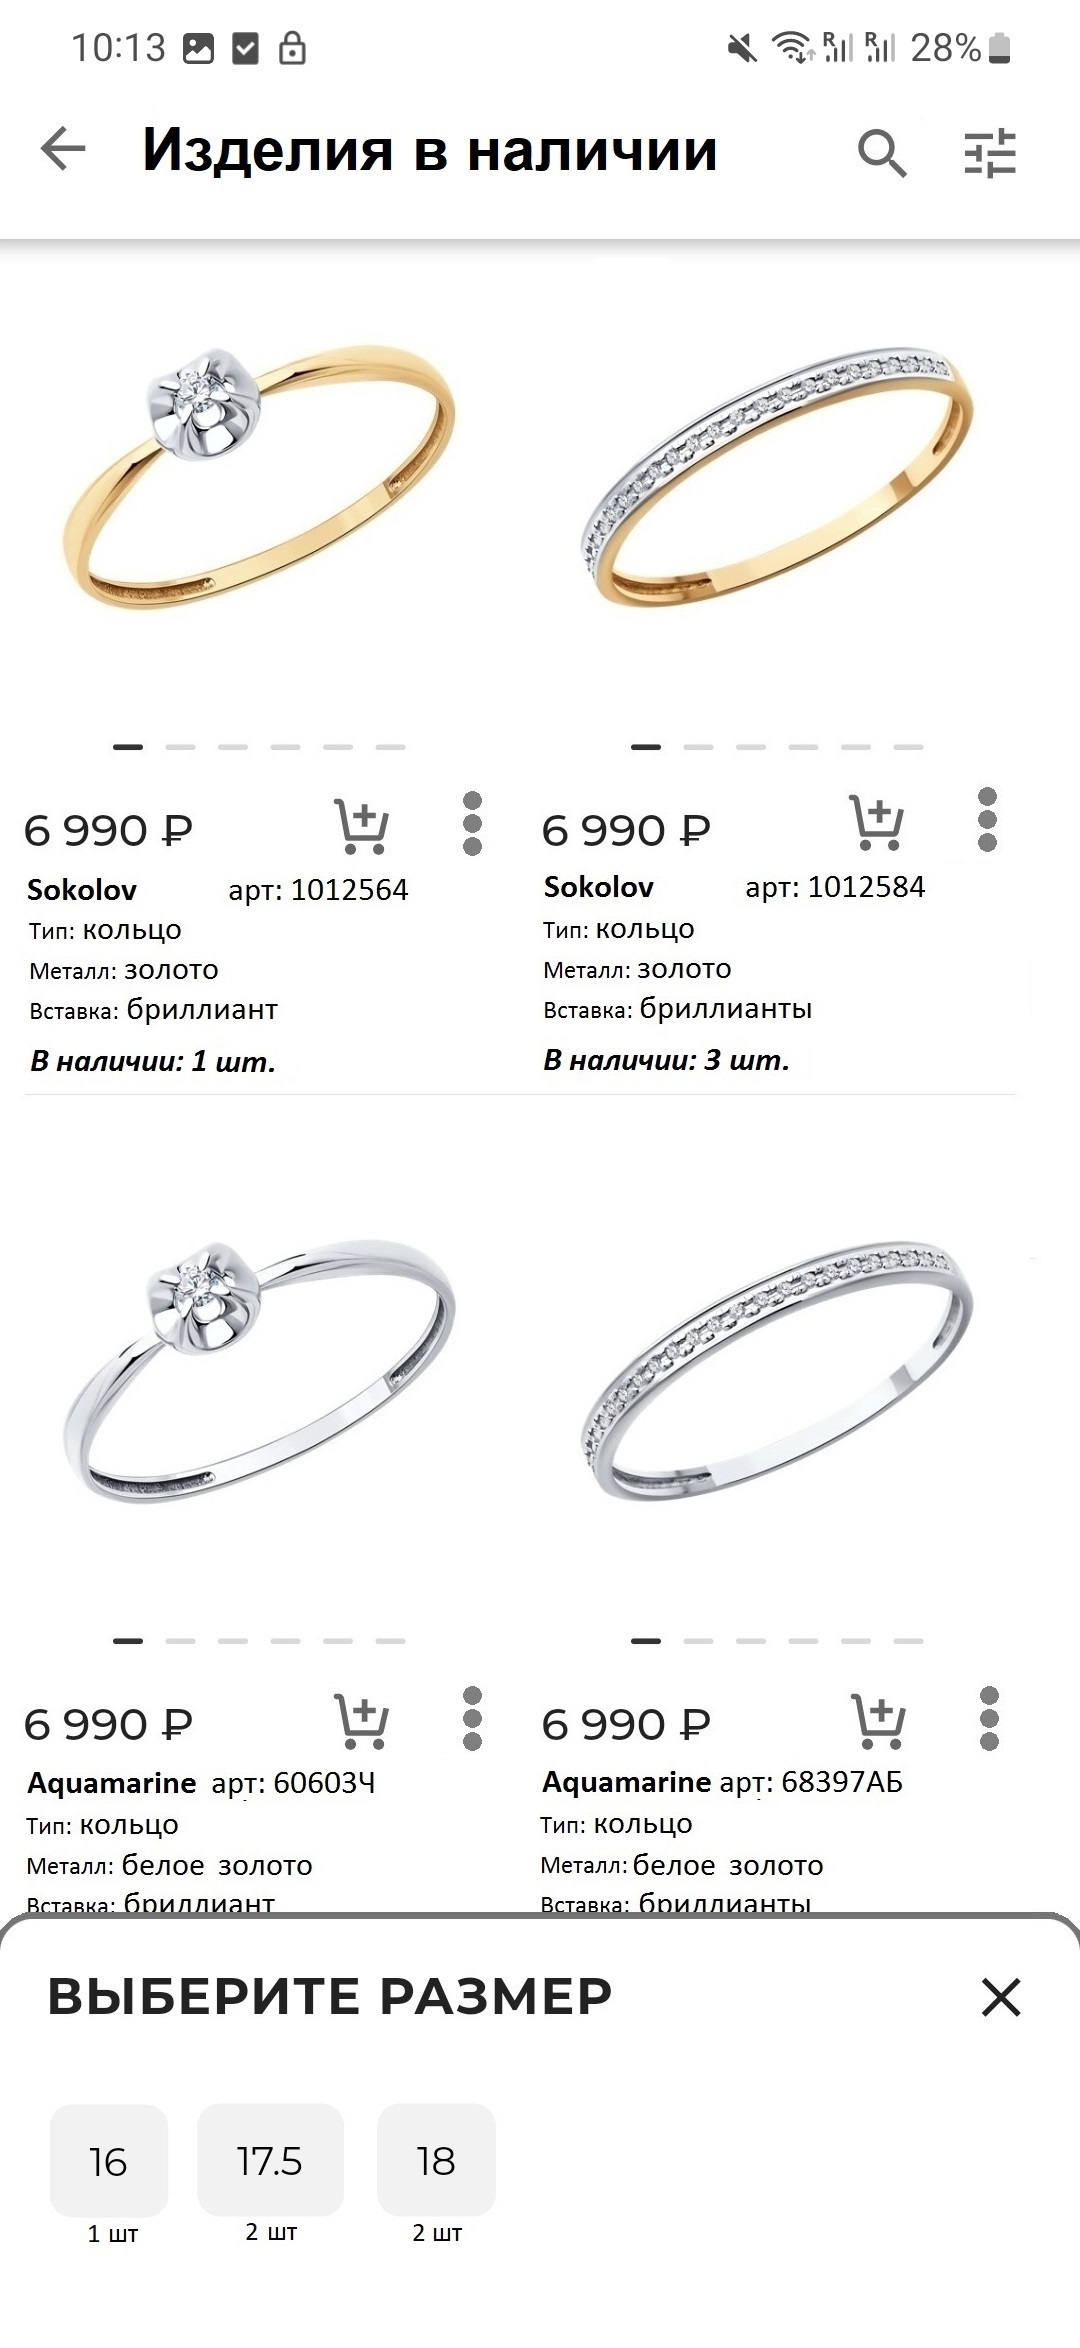 10:13 28%
Изделия в наличии
6 990 ₽
Sokolov арт: 1012564
Тип: кольцо
Металл: золото
Вставка: бриллиант
В наличии: 1 шт.
6 990 ₽
Sokolov арт: 1012584
Тип: кольцо
Металл: золото
Вставка: бриллианты
В наличии: 3 шт.
6 990 ₽
Aquamarine арт: 60603Ч
Тип: кольцо
Металл: белое золото
Вставка: бриллиант
6 990 ₽
Aquamarine арт: 68397АБ
Тип: кольцо
Металл: белое золото
Вставка: бриллианты
ВЫБЕРИТЕ РАЗМЕР
16 17.5 18
1 шт 2 шт 2 шт